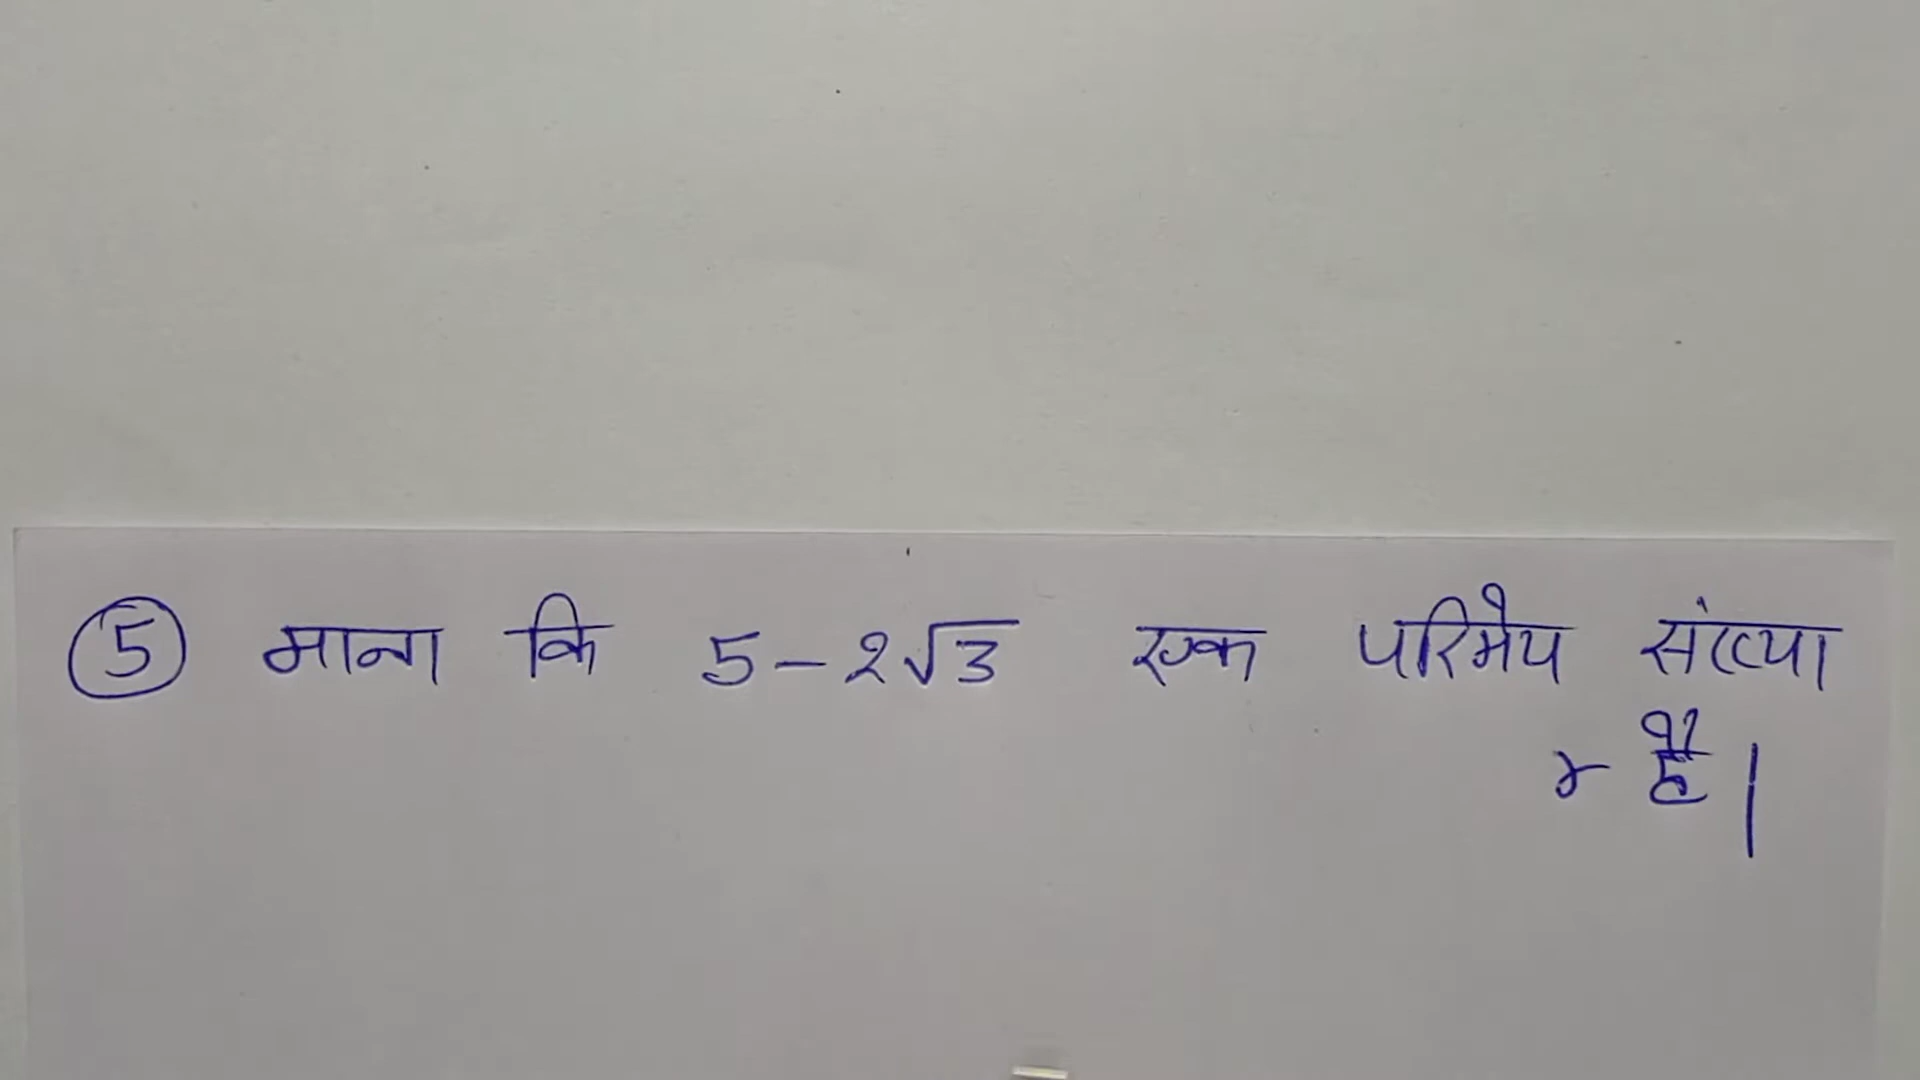 ⑤ माना कि 5-2√3 एक परिमेय संख्या
r है।